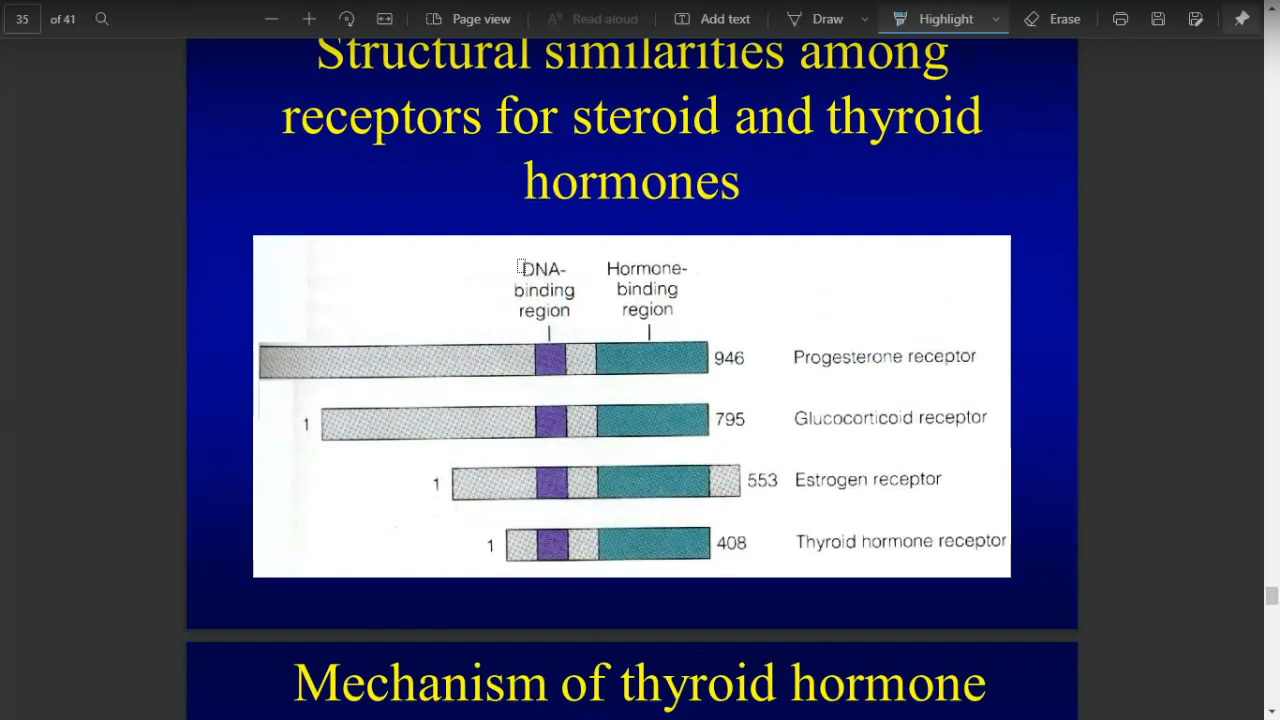 35 of 41 Page view Read aloud Add text Draw Highlight Erase
Structural similarities among
receptors for steroid and thyroid
hormones
DNA-
binding
region
Hormone-
binding
region
946 Progesterone receptor
1 795 Glucocorticoid receptor
1 553 Estrogen receptor
1 408 Thyroid hormone receptor
Mechanism of thyroid hormone